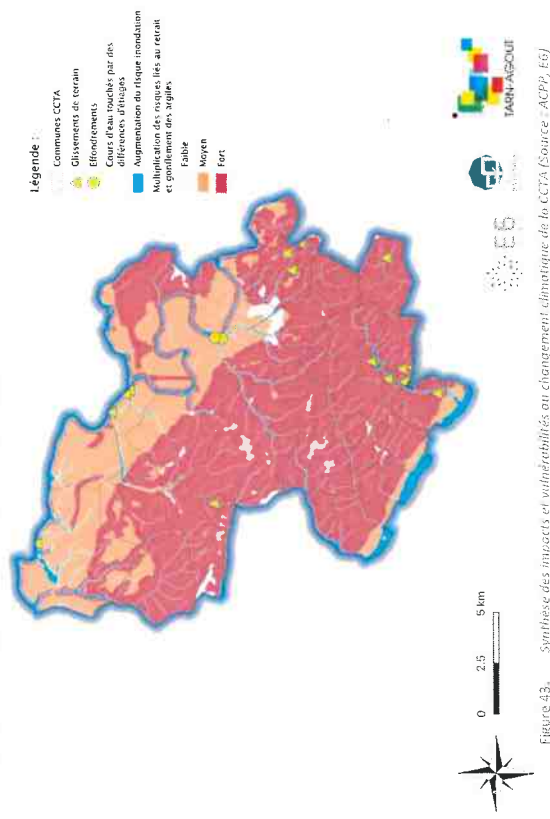 Légende :
Communes CCTA
Glissements de terrain
Effondrements
Cours d'eau touchés par des
différences d'étiages
Augmentation du risque inondation
Multiplication des risques liés au retrait
et gonflement des argiles
Faible
Moyen
Fort
0 2.5 5 km
E6
TARN-AGOUT
Figure 43. Synthèse des impacts et vulnérabilités au changement climatique de la CCTA (Source : ACPP, E6)